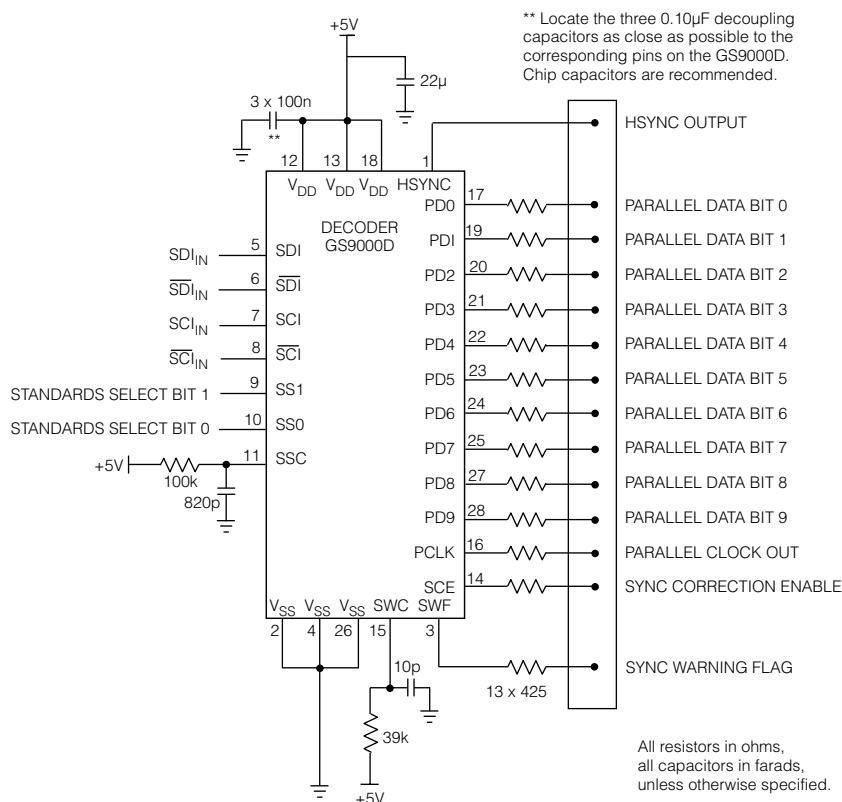 ** Locate the three 0.10µF decoupling
capacitors as close as possible to the
corresponding pins on the GS9000D.
Chip capacitors are recommended.
+5V
22µ
3 x 100n
**
12
13
18
1
HSYNC OUTPUT
VDD
VDD
VDD
HSYNC
DECODER
GS9000D
PD0 17 PARALLEL DATA BIT 0
PDI 19 PARALLEL DATA BIT 1
PD2 20 PARALLEL DATA BIT 2
PD3 21 PARALLEL DATA BIT 3
PD4 22 PARALLEL DATA BIT 4
PD5 23 PARALLEL DATA BIT 5
PD6 24 PARALLEL DATA BIT 6
PD7 25 PARALLEL DATA BIT 7
PD8 27 PARALLEL DATA BIT 8
PD9 28 PARALLEL DATA BIT 9
PCLK 16 PARALLEL CLOCK OUT
SCE 14 SYNC CORRECTION ENABLE
SDIIN 5 SDI
SDIIN 6 SDI
SCIIN 7 SCI
SCIIN 8 SCI
STANDARDS SELECT BIT 1 9 SS1
STANDARDS SELECT BIT 0 10 SS0
+5V 11 SSC
100k
820p
VSS
VSS
VSS
SWC
SWF
2
4
26
15
3
10p
SYNC WARNING FLAG
13 x 425
39k
+5V
All resistors in ohms,
all capacitors in farads,
unless otherwise specified.